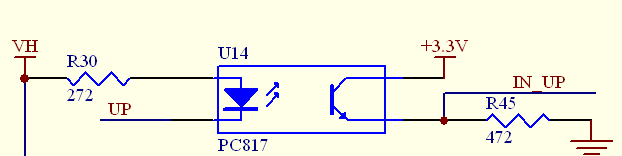 VH
R30
272
UP
U14
PC817
+3.3V
IN_UP
R45
472